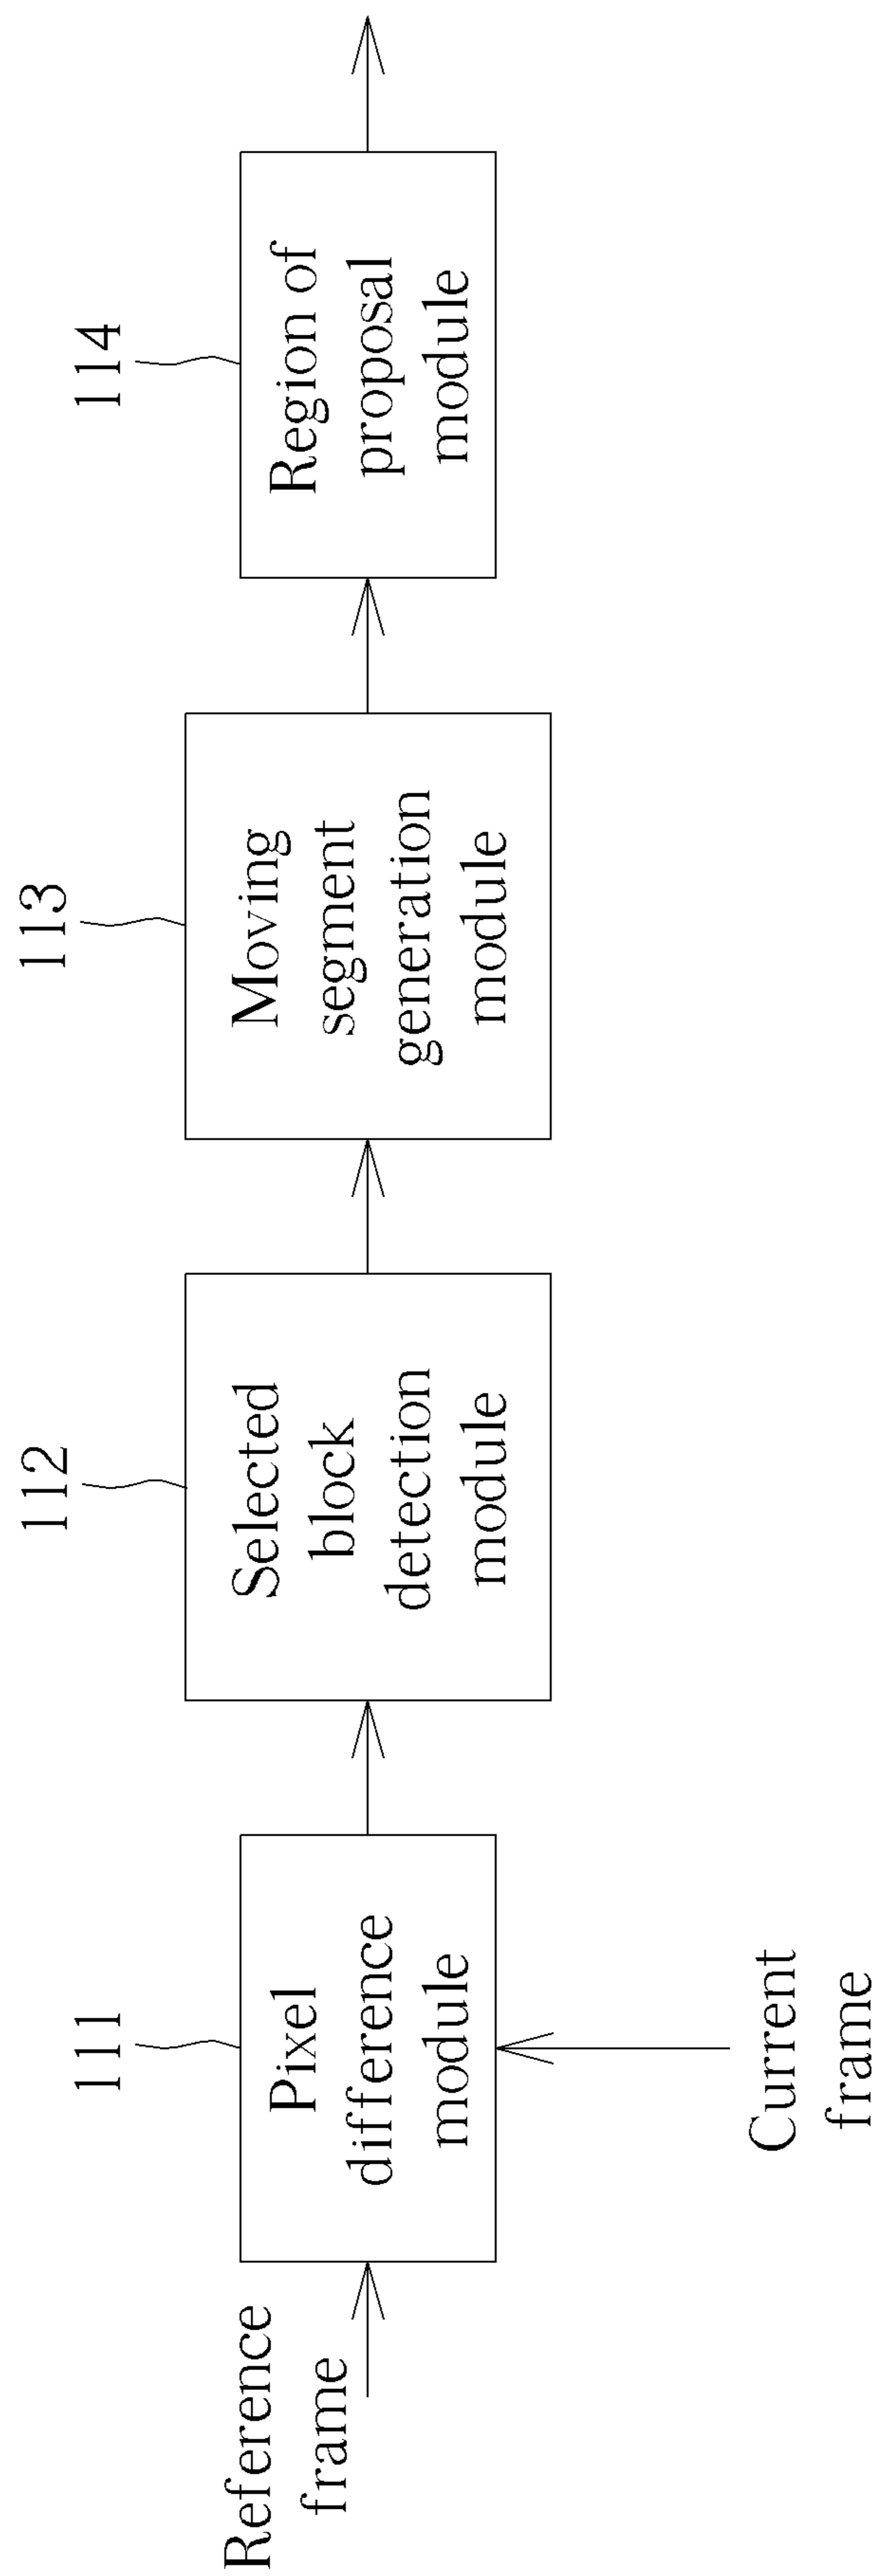 111
112
113
114
Reference
frame
Pixel
difference
module
Selected
block
detection
module
Moving
segment
generation
module
Region of
proposal
module
Current
frame